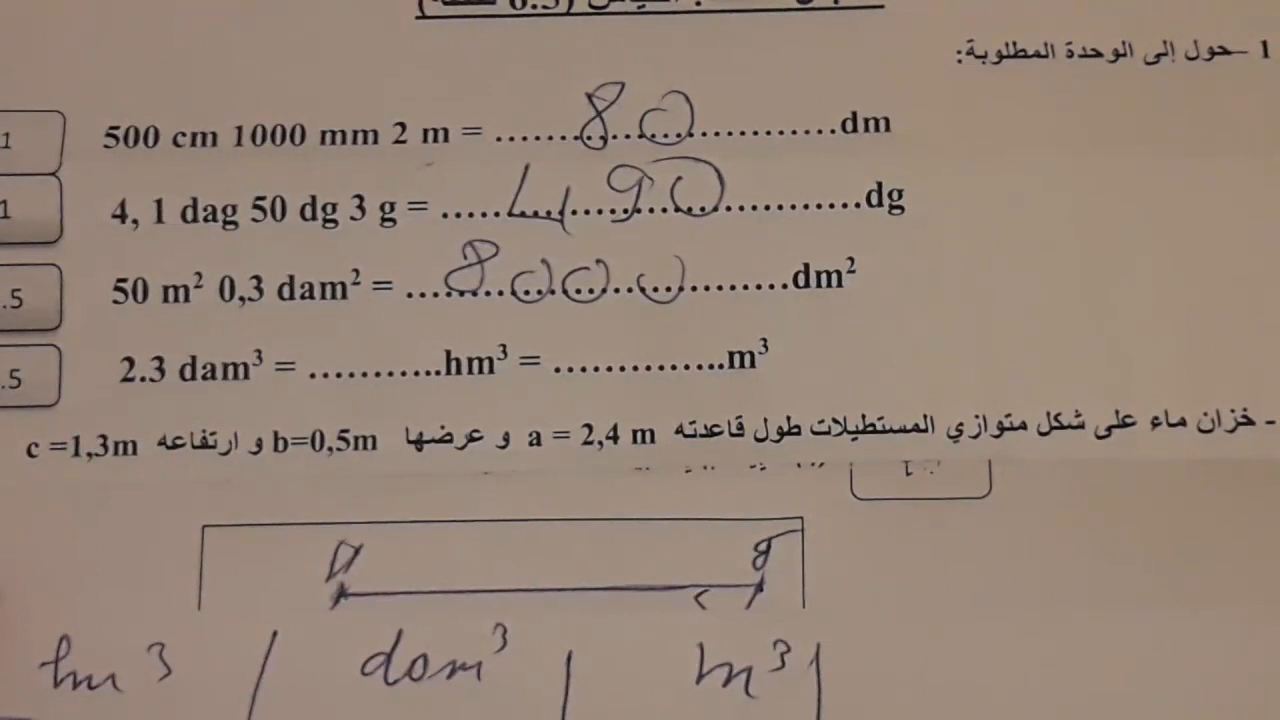 1 –حول إلى الوحدة المطلوبة:
1 500 cm 1000 mm 2 m = .......80...............dm
1 4, 1 dag 50 dg 3 g = .....490..............dg
.5 50 m² 0,3 dam² = .......8000...........dm²
.5 2.3 dam³ = ...........hm³ = ..............m³
- خزان ماء على شكل متوازي المستطيلات طول قاعدته a = 2,4 m و عرضها b=0,5m و ارتفاعه c =1,3m
hm³ / dam³ | m³ |